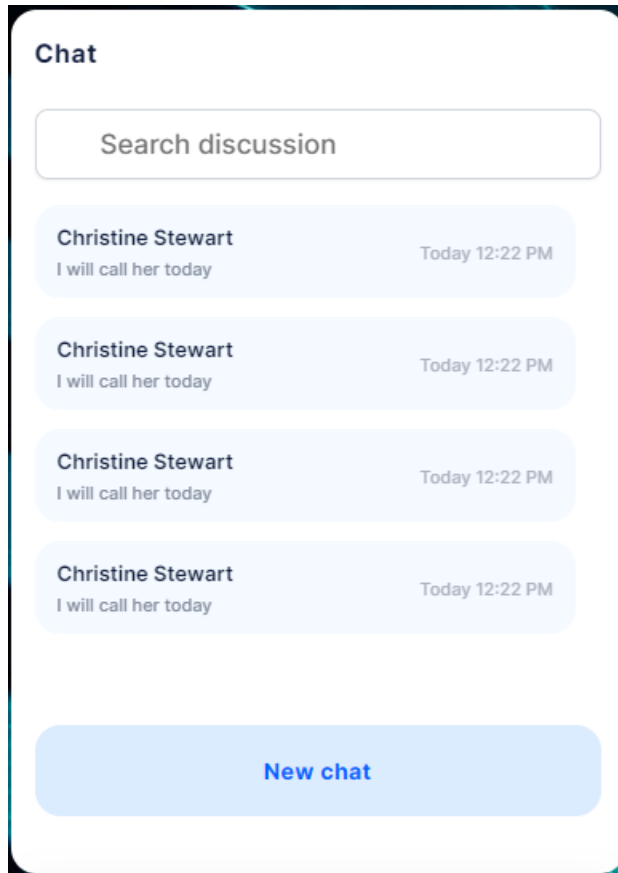 Chat
Search discussion
Christine Stewart
I will call her today
Today 12:22 PM
Christine Stewart
I will call her today
Today 12:22 PM
Christine Stewart
I will call her today
Today 12:22 PM
Christine Stewart
I will call her today
Today 12:22 PM
New chat